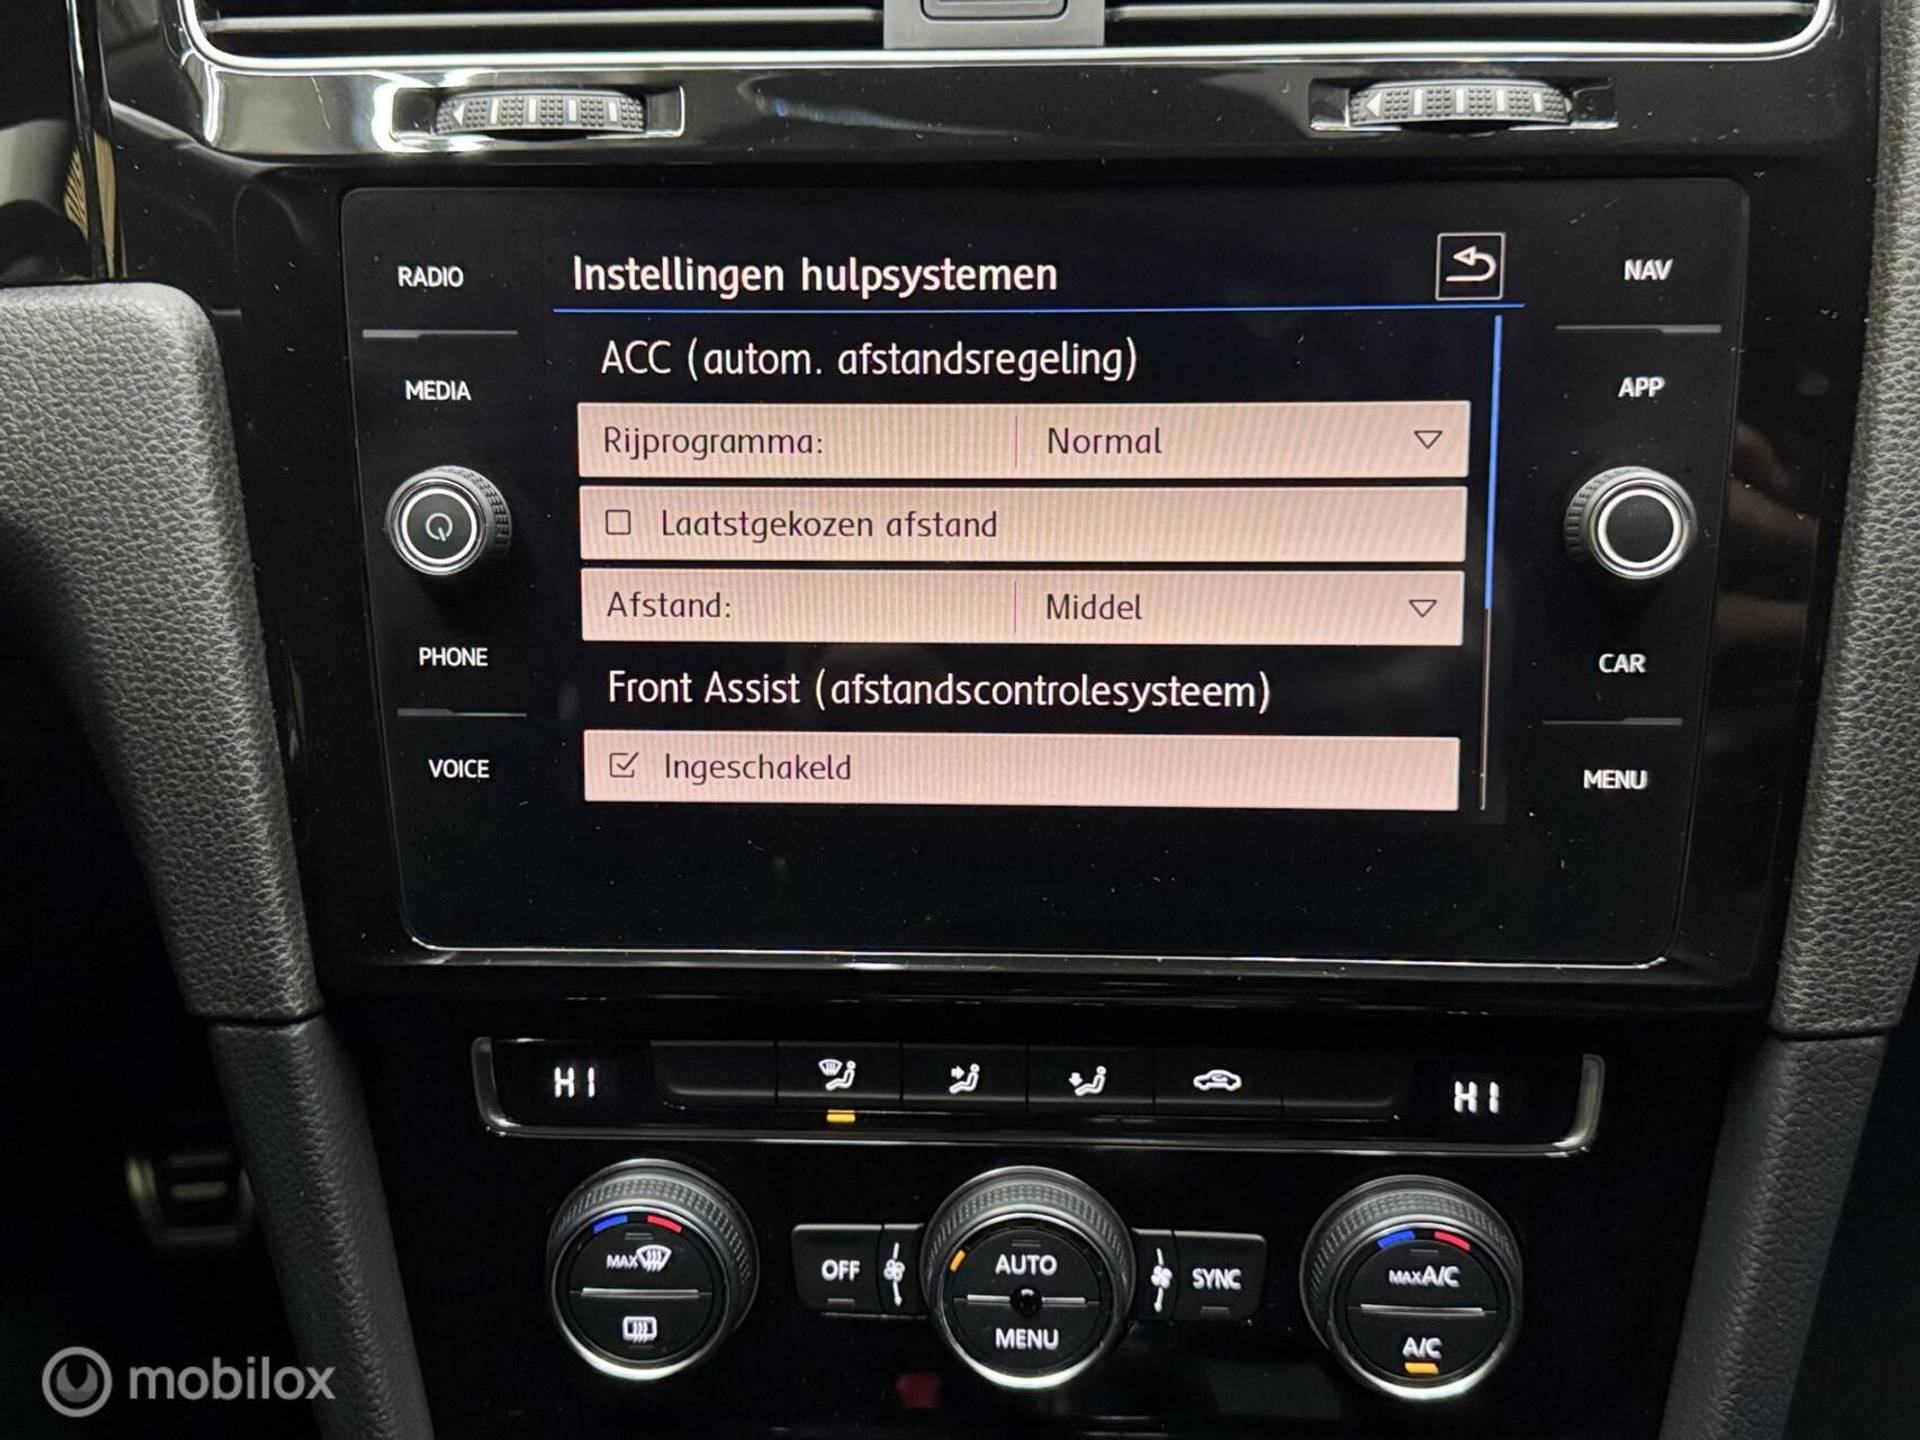 RADIO
MEDIA
PHONE
VOICE
Instellingen hulpsystemen
ACC (autom. afstandsregeling)
Rijprogramma: Normal
Laatstgekozen afstand
Afstand: Middel
Front Assist (afstandscontrolesysteem)
Ingeschakeld
NAV
APP
CAR
MENU
HI
HI
MAX
OFF
AUTO
MENU
SYNC
MAX A/C
A/C
mobilox